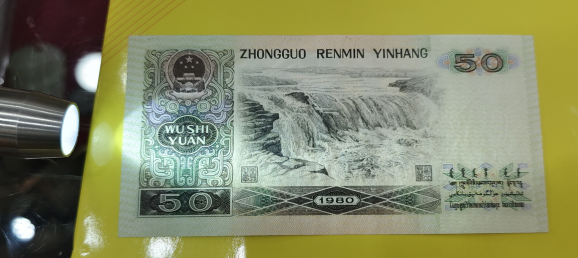 ZHONGGUO RENMIN YINHANG
50
WU SHI
YUAN
50
1980